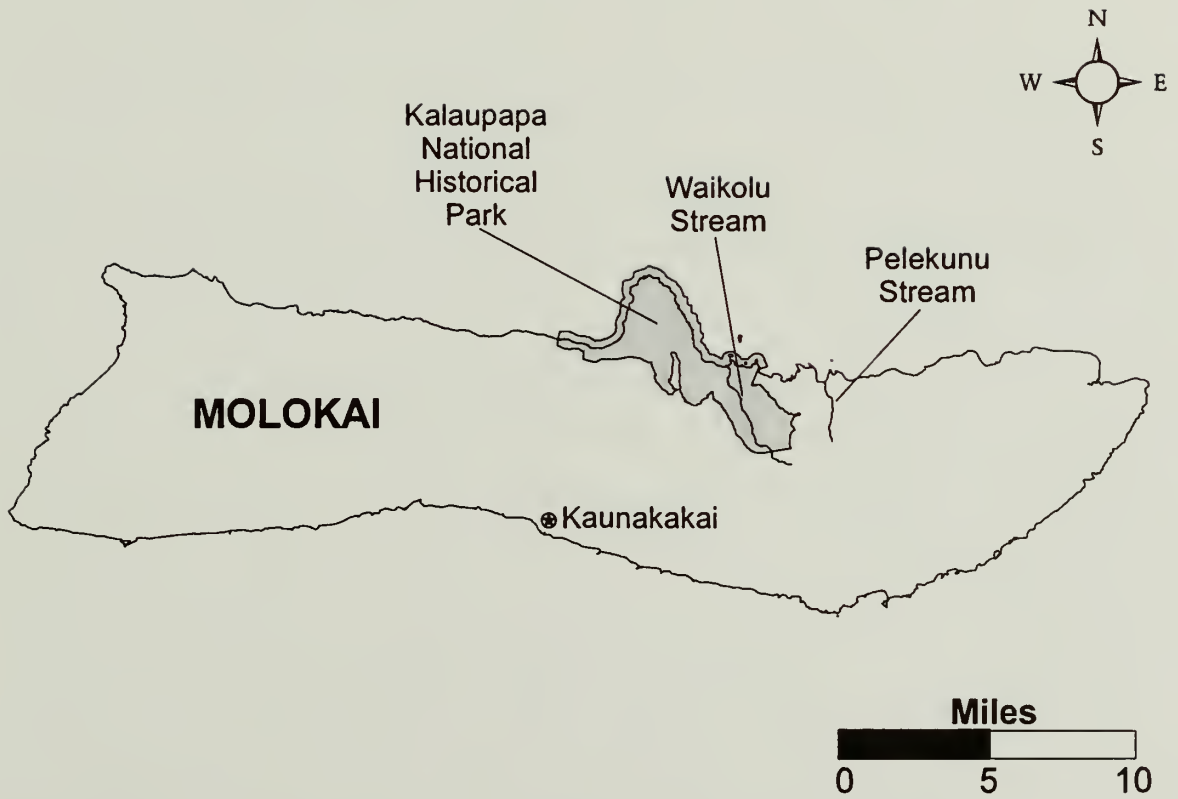 N
W E
S
Kalaupapa
National
Historical
Park
Waikolu
Stream
Pelekunu
Stream
MOLOKAI
Kaunakakai
Miles
0 5 10